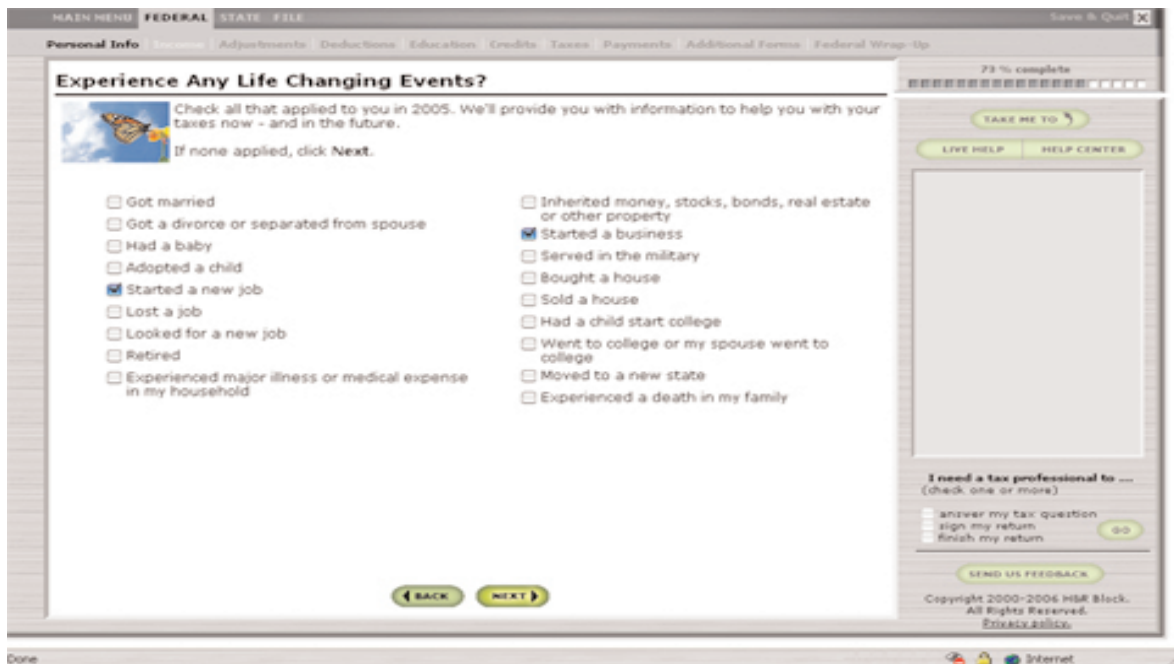 MAIN MENU FEDERAL STATE FILE
Save & Quit X
Personal Info Income Adjustments Deductions Education Credits Taxes Payments Additional Forms Federal Wrap-Up
Experience Any Life Changing Events?
Check all that applied to you in 2005. We'll provide you with information to help you with your
taxes now - and in the future.
If none applied, click Next.
Got married
Got a divorce or separated from spouse
Had a baby
Adopted a child
Started a new job
Lost a job
Looked for a new job
Retired
Experienced major illness or medical expense
in my household
Inherited money, stocks, bonds, real estate
or other property
Started a business
Served in the military
Bought a house
Sold a house
Had a child start college
Went to college or my spouse went to
college
Moved to a new state
Experienced a death in my family
BACK NEXT
73 % complete
TAKE ME TO
LIVE HELP HELP CENTER
I need a tax professional to ....
(check one or more)
answer my tax question
sign my return
finish my return
GO
SEND US FEEDBACK
Copyright 2000-2006 H&R Block.
All Rights Reserved.
Privacy policy.
Done
Internet